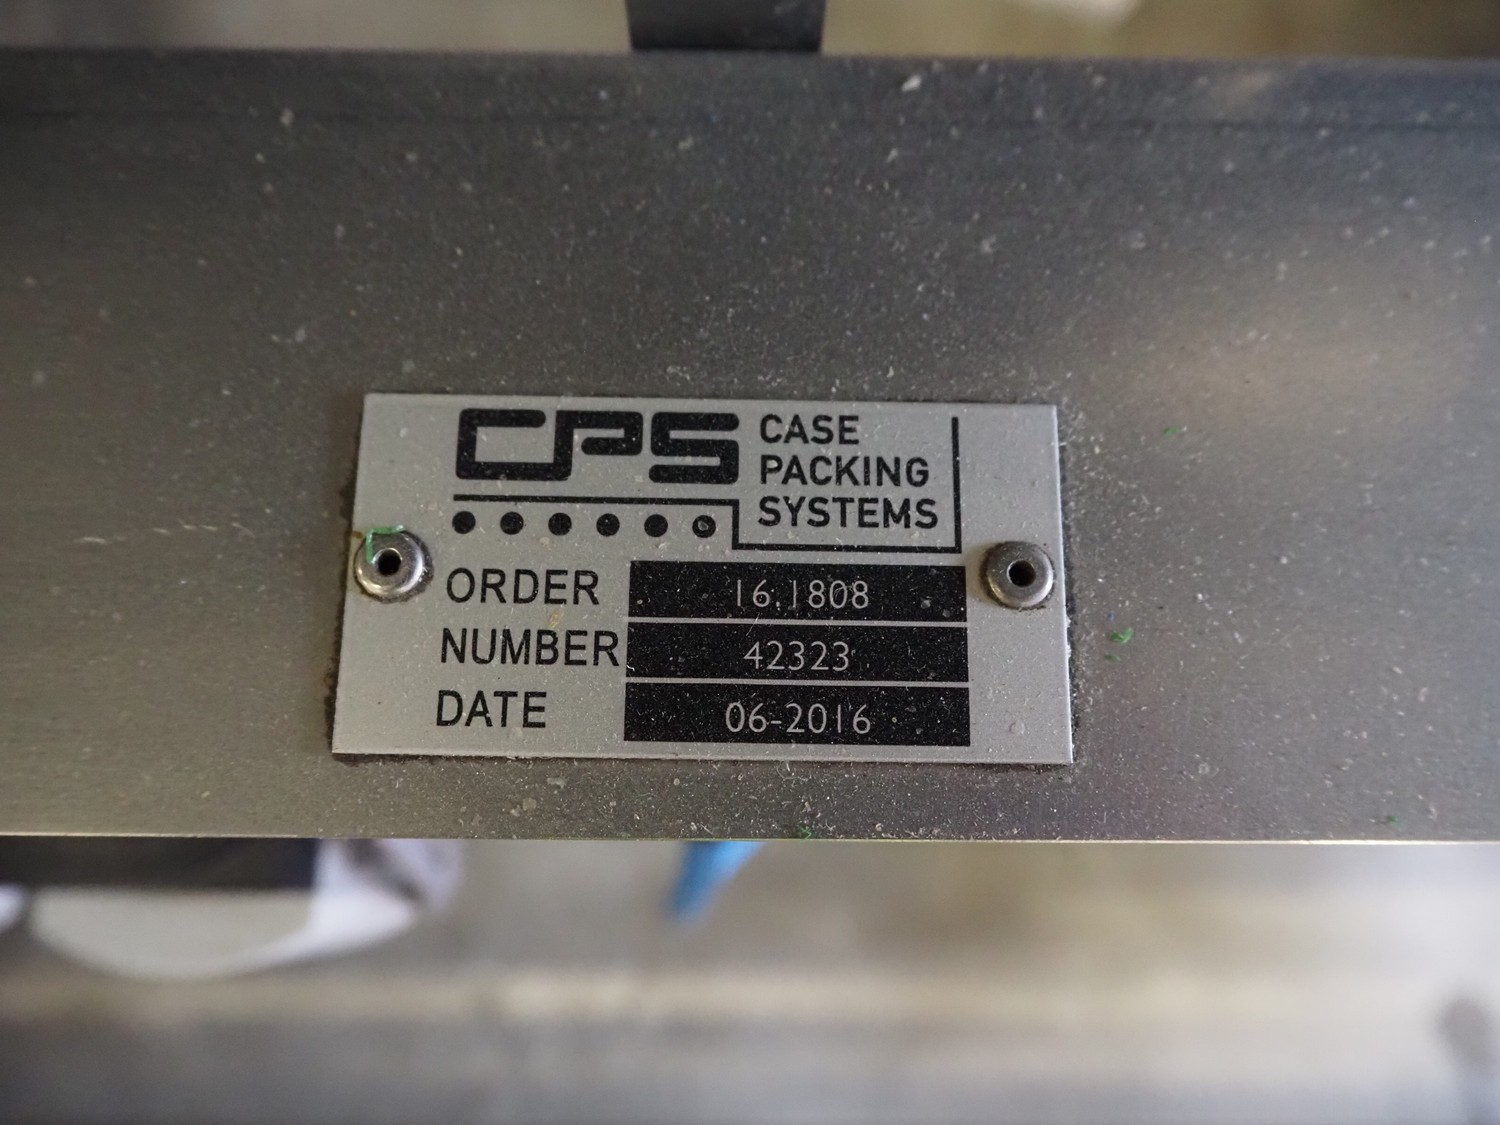 CPS CASE
PACKING
SYSTEMS
ORDER 16.1808
NUMBER 42323
DATE 06-2016